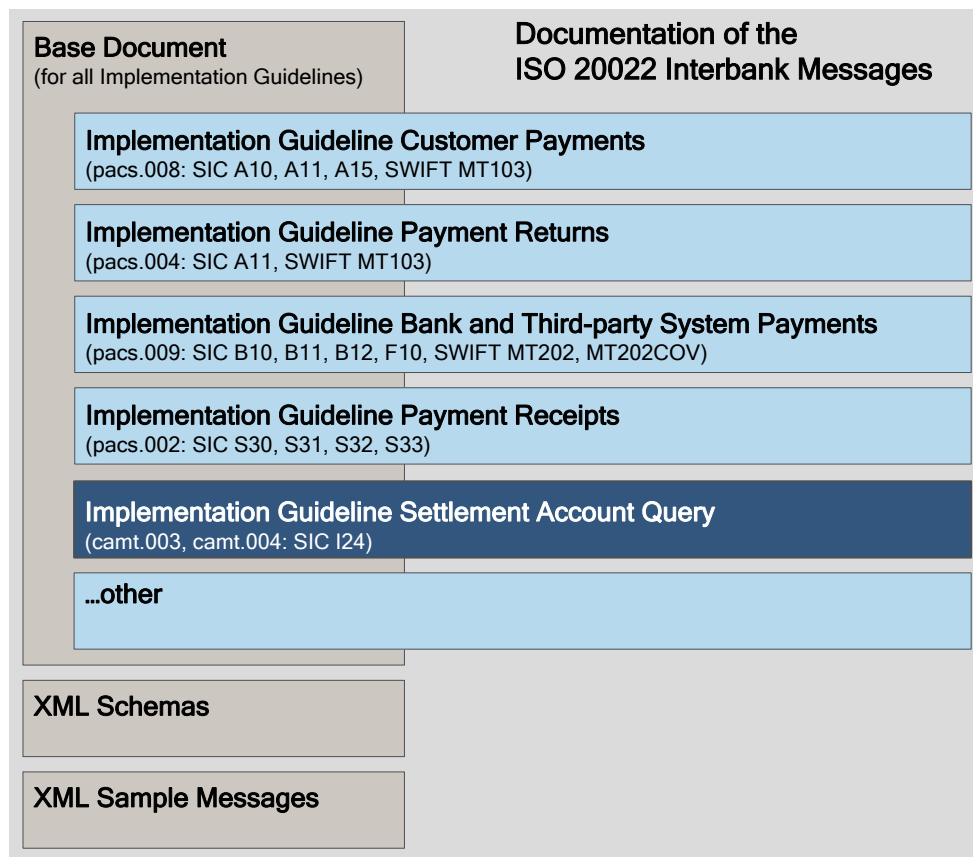 Documentation of the
ISO 20022 Interbank Messages
Base Document
(for all Implementation Guidelines)
Implementation Guideline Customer Payments
(pacs.008: SIC A10, A11, A15, SWIFT MT103)
Implementation Guideline Payment Returns
(pacs.004: SIC A11, SWIFT MT103)
Implementation Guideline Bank and Third-party System Payments
(pacs.009: SIC B10, B11, B12, F10, SWIFT MT202, MT202COV)
Implementation Guideline Payment Receipts
(pacs.002: SIC S30, S31, S32, S33)
Implementation Guideline Settlement Account Query
(camt.003, camt.004: SIC I24)
...other
XML Schemas
XML Sample Messages